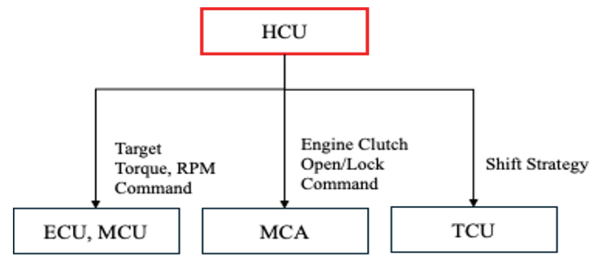 HCU
Target
Torque, RPM
Command
Engine Clutch
Open/Lock
Command
Shift Strategy
ECU, MCU
MCA
TCU